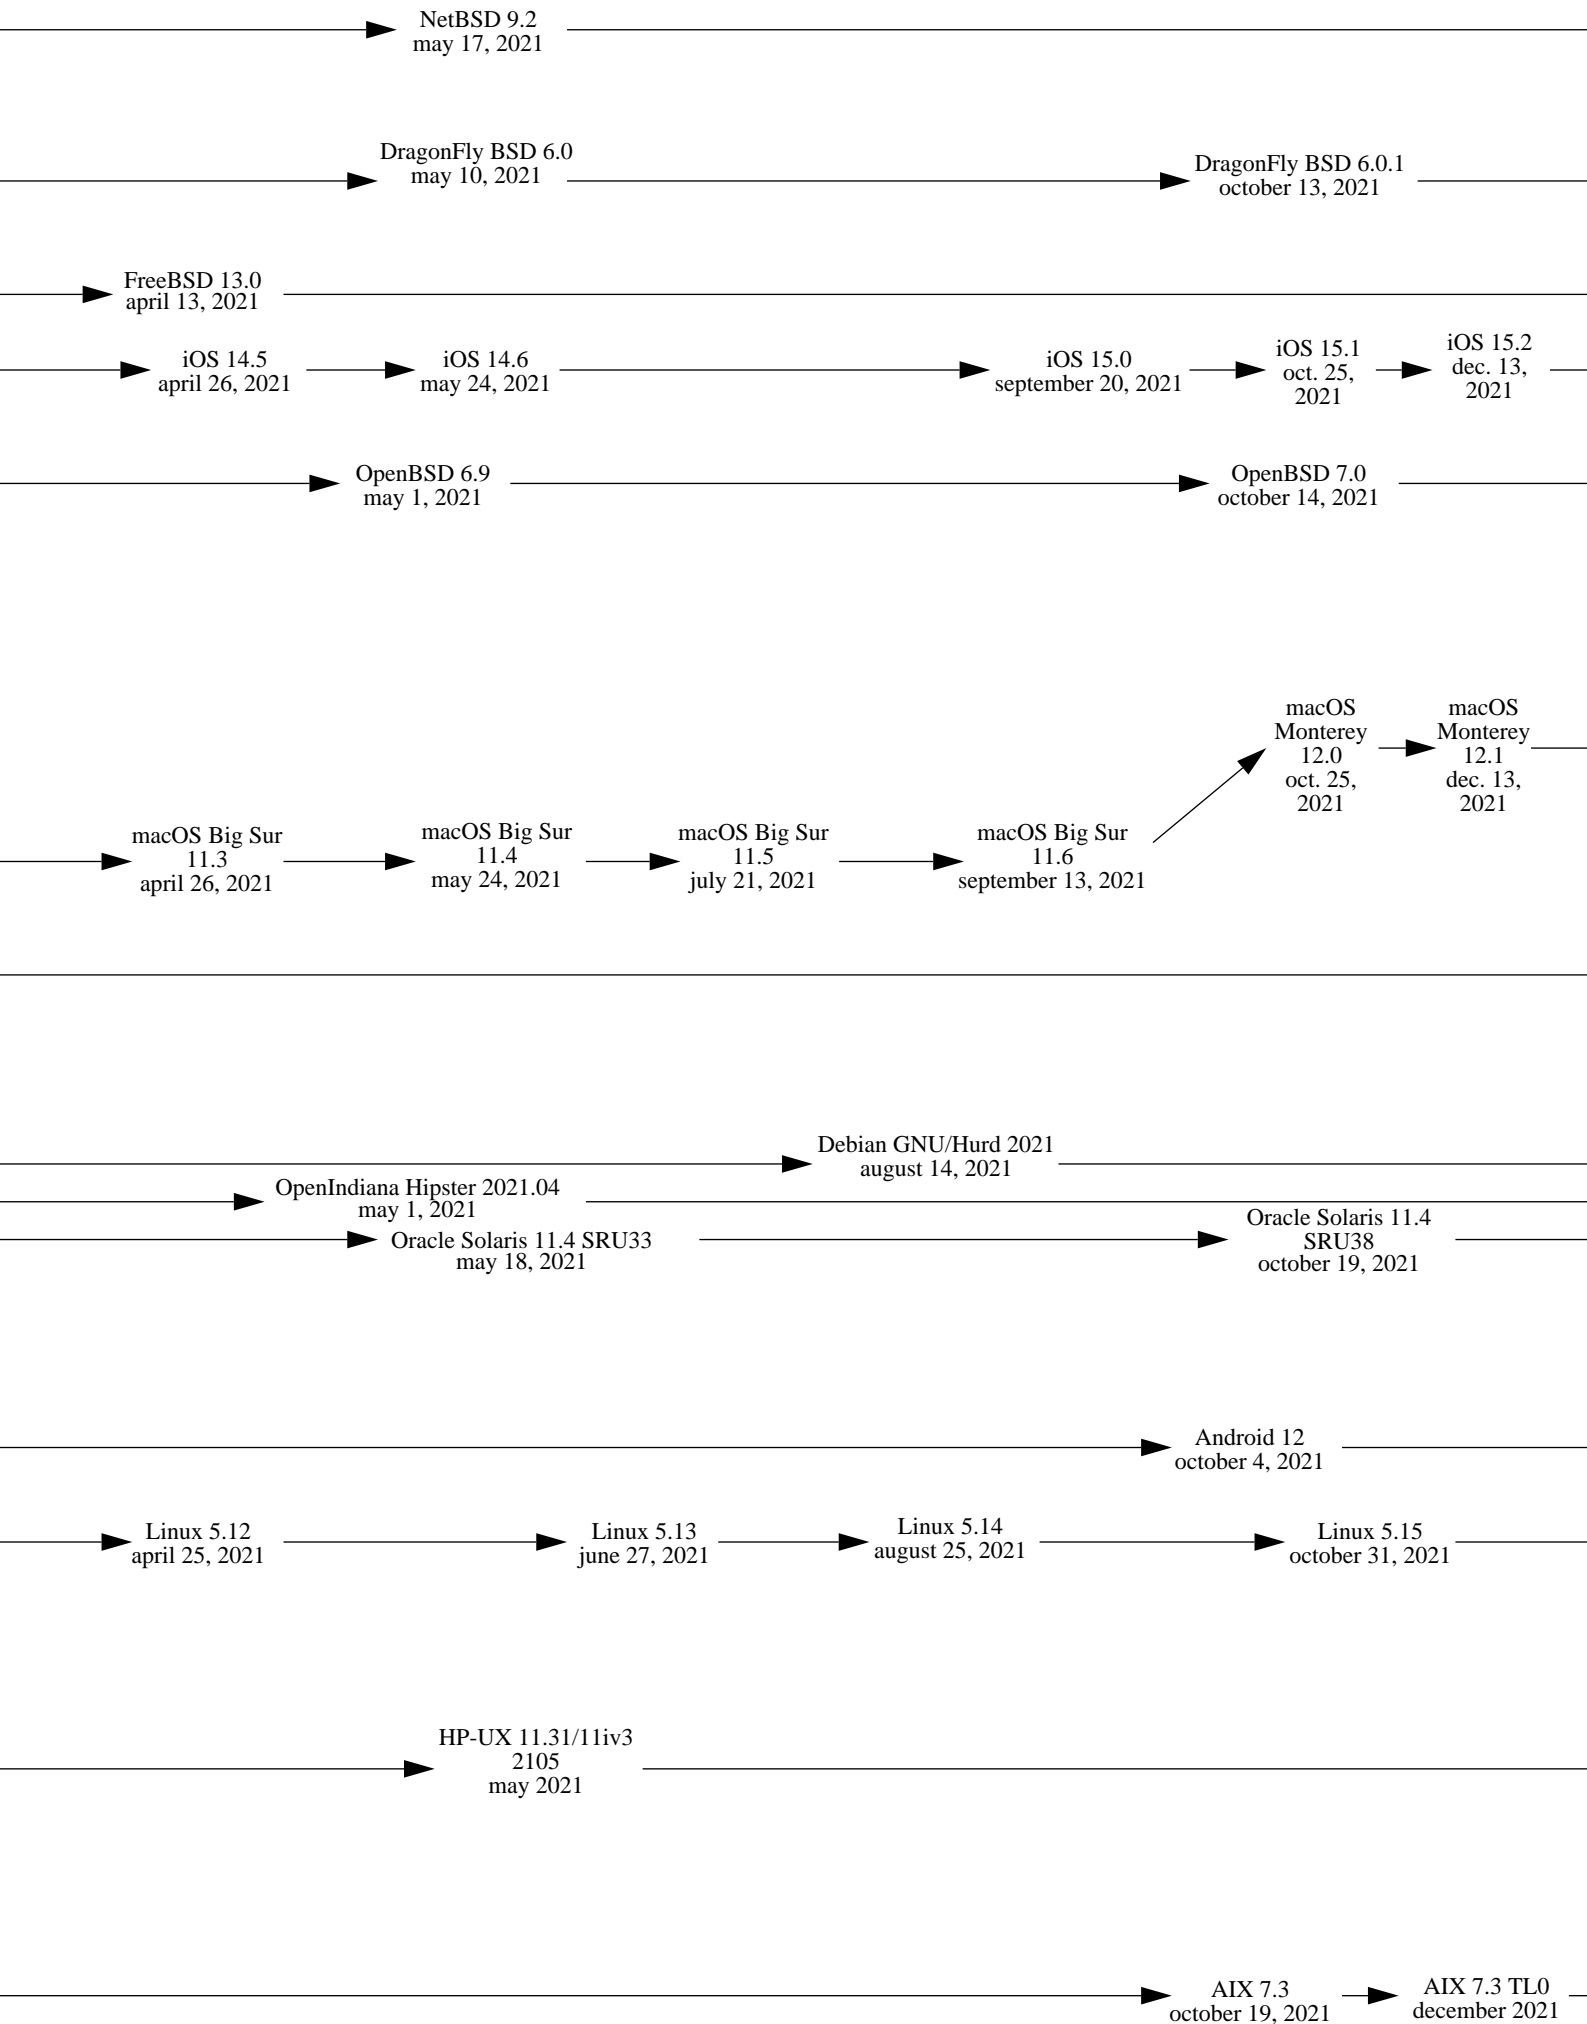 NetBSD 9.2
may 17, 2021
DragonFly BSD 6.0
may 10, 2021
DragonFly BSD 6.0.1
october 13, 2021
FreeBSD 13.0
april 13, 2021
iOS 14.5
april 26, 2021
iOS 14.6
may 24, 2021
iOS 15.0
september 20, 2021
iOS 15.1
oct. 25,
2021
iOS 15.2
dec. 13,
2021
OpenBSD 6.9
may 1, 2021
OpenBSD 7.0
october 14, 2021
macOS
Monterey
12.0
oct. 25,
2021
macOS
Monterey
12.1
dec. 13,
2021
macOS Big Sur
11.3
april 26, 2021
macOS Big Sur
11.4
may 24, 2021
macOS Big Sur
11.5
july 21, 2021
macOS Big Sur
11.6
september 13, 2021
Debian GNU/Hurd 2021
august 14, 2021
OpenIndiana Hipster 2021.04
may 1, 2021
Oracle Solaris 11.4 SRU33
may 18, 2021
Oracle Solaris 11.4
SRU38
october 19, 2021
Android 12
october 4, 2021
Linux 5.12
april 25, 2021
Linux 5.13
june 27, 2021
Linux 5.14
august 25, 2021
Linux 5.15
october 31, 2021
HP-UX 11.31/11iv3
2105
may 2021
AIX 7.3
october 19, 2021
AIX 7.3 TL0
december 2021